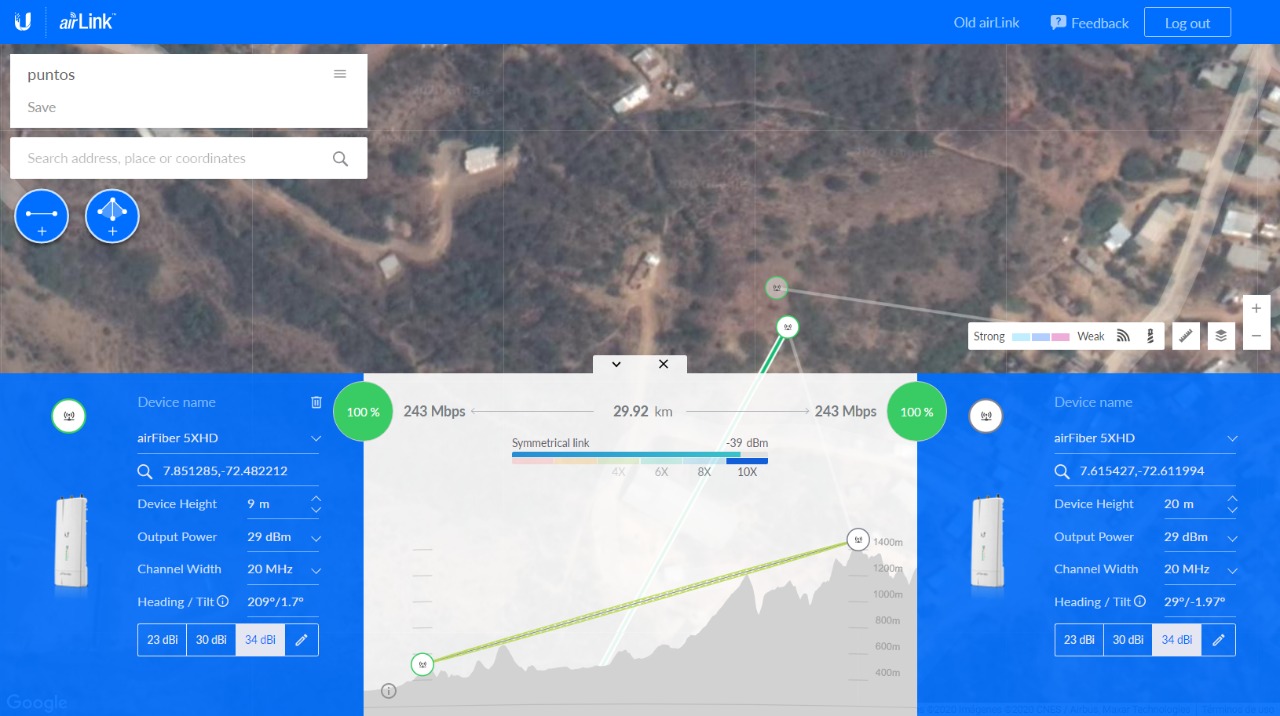 airLink™
Old airLink
Feedback
Log out
puntos
Save
Search address, place or coordinates
+
+
+
−
Strong
Weak
Device name
airFiber 5XHD
7.851285,-72.482212
Device Height
9 m
Output Power
29 dBm
Channel Width
20 MHz
Heading / Tilt
209°/1.7°
23 dBi
30 dBi
34 dBi
100 %
243 Mbps
29.92 km
243 Mbps
100 %
Symmetrical link
-39 dBm
4X
6X
8X
10X
1400m
1200m
1000m
800m
600m
400m
Device name
airFiber 5XHD
7.615427,-72.611994
Device Height
20 m
Output Power
29 dBm
Channel Width
20 MHz
Heading / Tilt
29°/-1.97°
23 dBi
30 dBi
34 dBi
Google